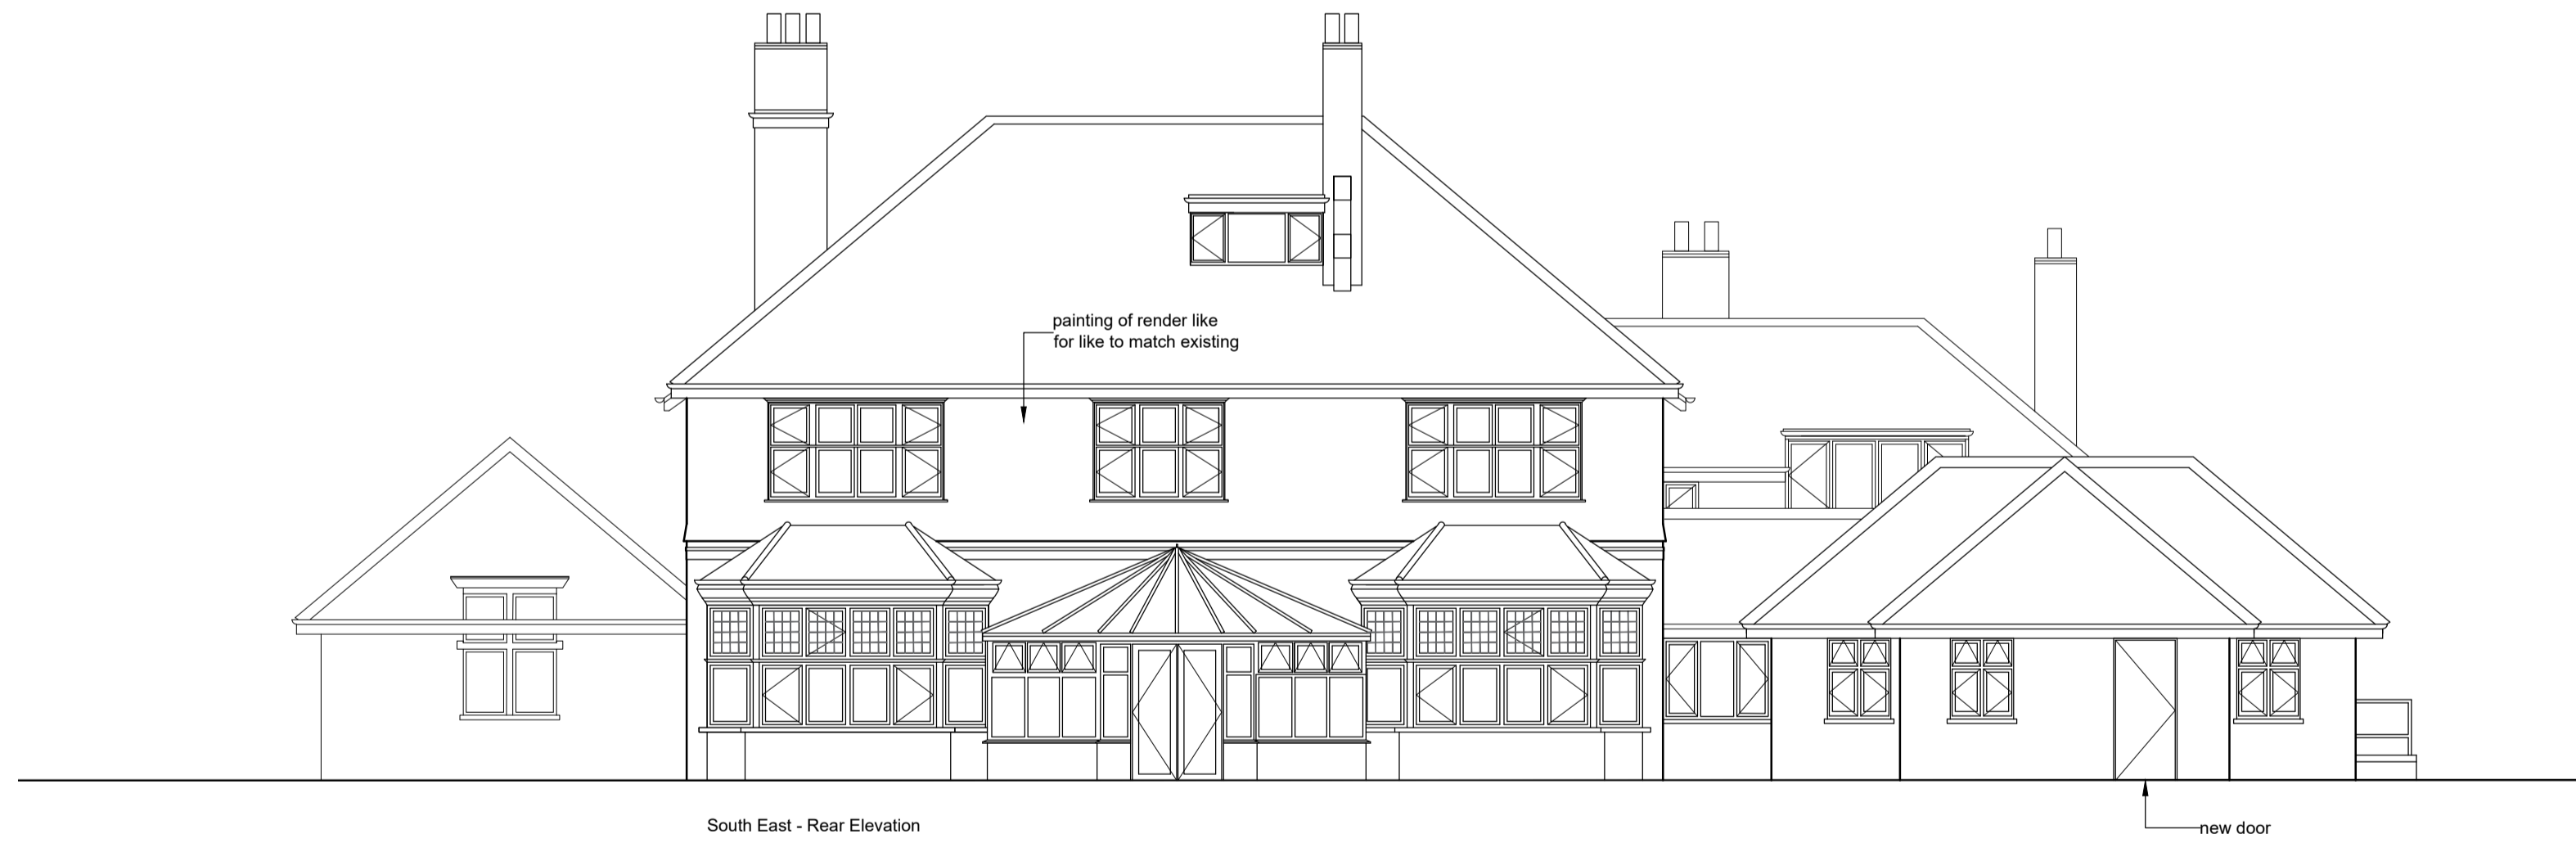 painting of render like
for like to match existing
South East - Rear Elevation
new door